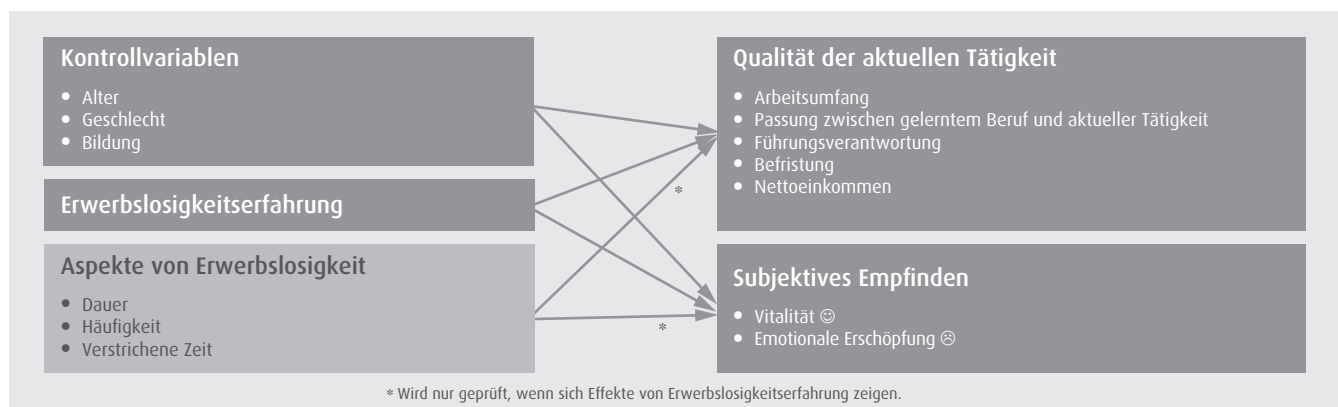 Kontrollvariablen
• Alter
• Geschlecht
• Bildung
Erwerbslosigkeitserfahrung
Aspekte von Erwerbslosigkeit
• Dauer
• Häufigkeit
• Verstrichene Zeit
*
*
Qualität der aktuellen Tätigkeit
• Arbeitsumfang
• Passung zwischen gelerntem Beruf und aktueller Tätigkeit
• Führungsverantwortung
• Befristung
• Nettoeinkommen
Subjektives Empfinden
• Vitalität ☺
• Emotionale Erschöpfung ☹
* Wird nur geprüft, wenn sich Effekte von Erwerbslosigkeitserfahrung zeigen.